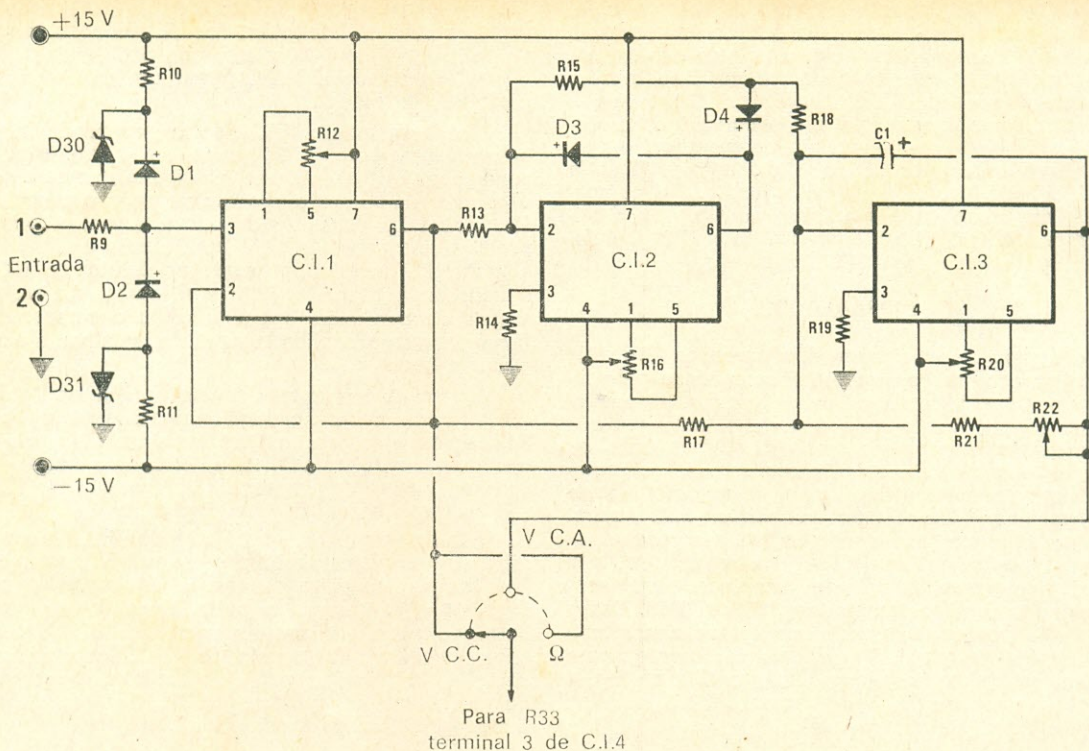 +15 V
R10
D30
D1
1
R9
Entrada
2
D2
D31
R11
−15 V
R12
1 5 7
3 6
C.I.1
2
4
R13
R15
D3
D4
R18
C1 +
7
2 6
C.I.2
3
4 1 5
R14
R16
R17
7
2 6
C.I.3
3
4 1 5
R19
R20
R21
R22
V C.A.
V C.C. Ω
Para R33
terminal 3 de C.I.4